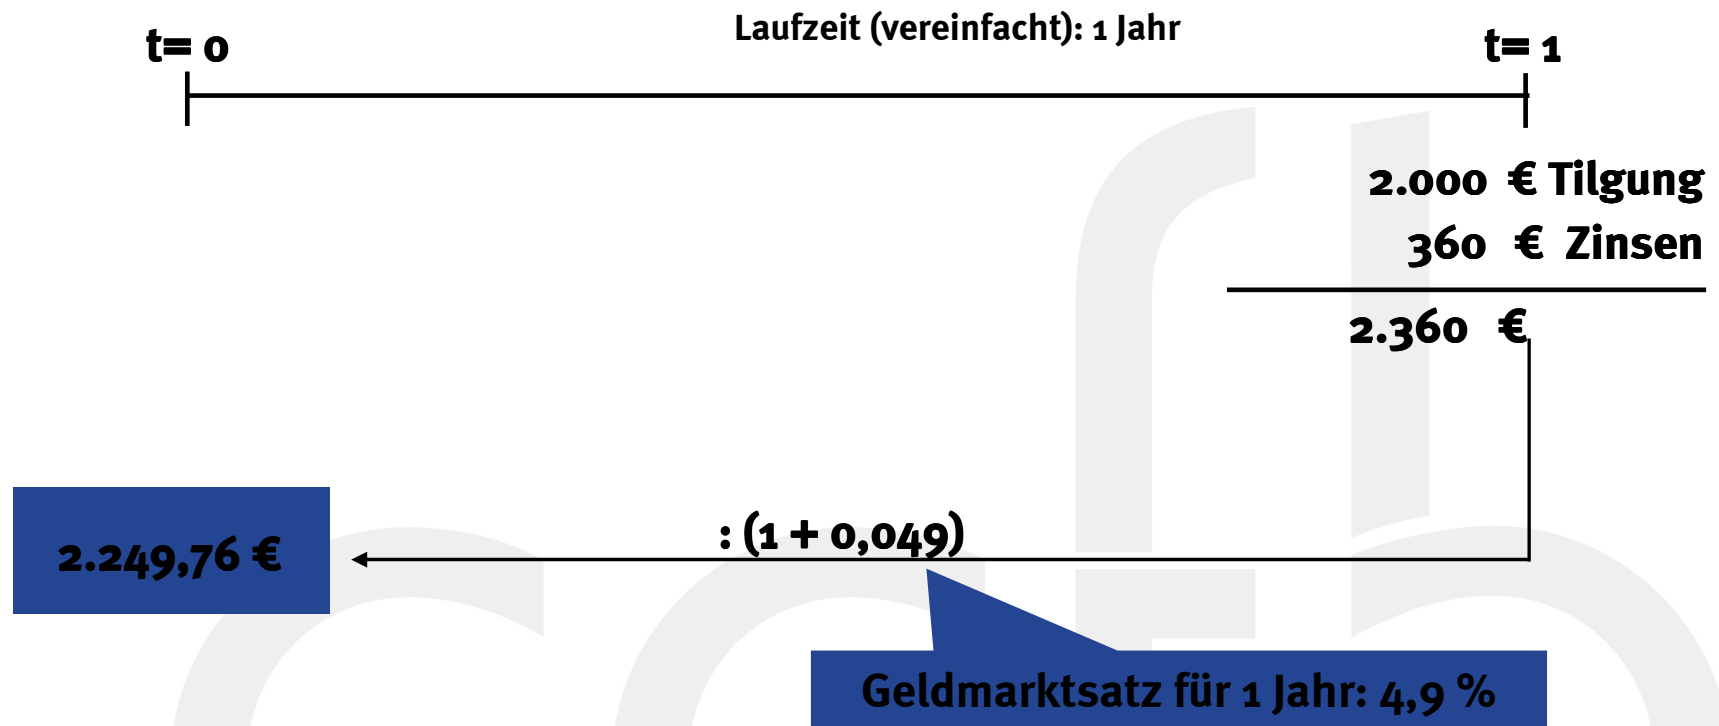 Laufzeit (vereinfacht): 1 Jahr
t= 0
t= 1
2.000 € Tilgung
360 € Zinsen
2.360 €
: (1 + 0,049)
2.249,76 €
Geldmarktsatz für 1 Jahr: 4,9 %